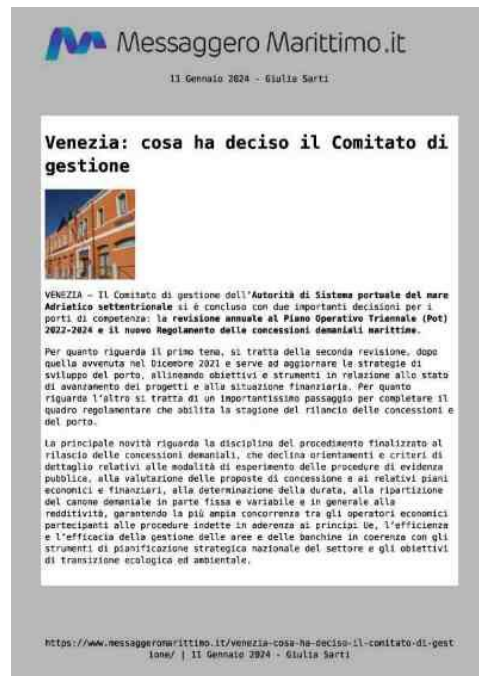 Messaggero Marittimo.it
11 Gennaio 2024 - Giulia Sarti
Venezia: cosa ha deciso il Comitato di
gestione
VENEZIA – Il Comitato di gestione dell'Autorità di Sistema portuale del mare
Adriatico settentrionale si è concluso con due importanti decisioni per i
porti di competenza: la revisione annuale al Piano Operativo Triennale (Pot)
2022-2024 e il nuovo Regolamento delle concessioni demaniali marittime.
Per quanto riguarda il primo tema, si tratta della seconda revisione, dopo
quella avvenuta nel Dicembre 2021 e serve ad aggiornare le strategie di
sviluppo del porto, allineando obiettivi e strumenti in relazione allo stato
di avanzamento dei progetti e alla situazione finanziaria. Per quanto
riguarda l'altro si tratta di un importantissimo passaggio per completare il
quadro regolamentare che abilita la stagione del rilancio delle concessioni e
del porto.
La principale novità riguarda la disciplina del procedimento finalizzato al
rilascio delle concessioni demaniali, che declina orientamenti e criteri di
dettaglio relativi alle modalità di esperimento delle procedure di evidenza
pubblica, alla valutazione delle proposte di concessione e ai relativi piani
economici e finanziari, alla determinazione della durata, alla ripartizione
del canone demaniale in parte fissa e variabile e in generale alla
redditività, garantendo la più ampia concorrenza tra gli operatori economici
partecipanti alle procedure indette in aderenza ai principi Ue, l'efficienza
e l'efficacia della gestione delle aree e delle banchine in coerenza con gli
strumenti di pianificazione strategica nazionale del settore e gli obiettivi
di transizione ecologica ed ambientale.
https://www.messaggeromarittimo.it/venezia-cosa-ha-deciso-il-comitato-di-gest
ione/ | 11 Gennaio 2024 - Giulia Sarti